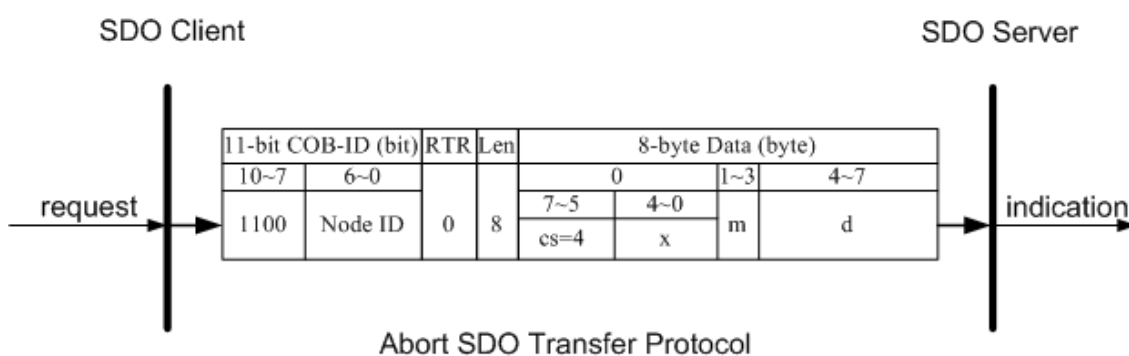 SDO Client
SDO Server
11-bit COB-ID (bit) RTR Len 8-byte Data (byte)
10~7 6~0 0 1~3 4~7
request 1100 Node ID 0 8 7~5 4~0 m d indication
cs=4 x
Abort SDO Transfer Protocol